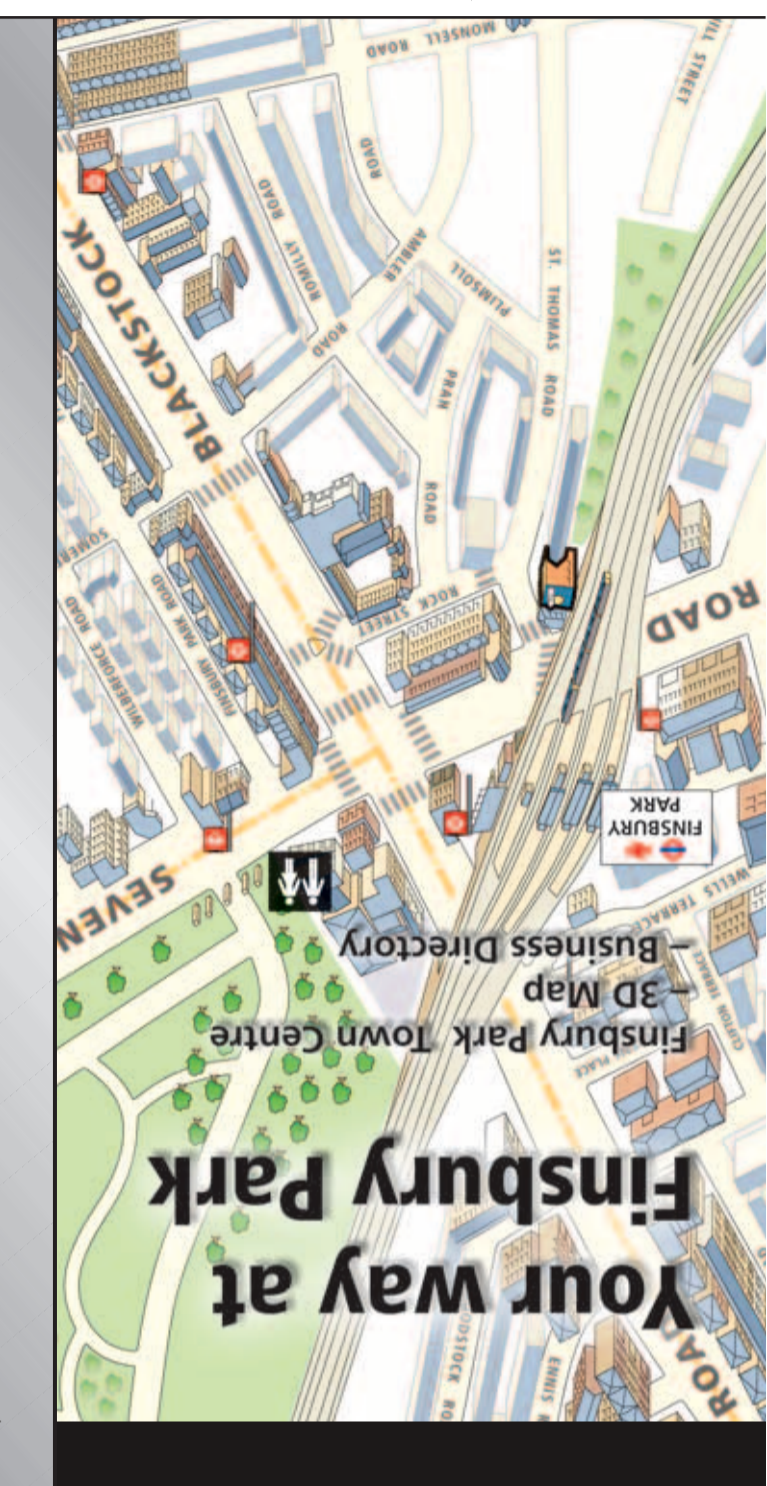 Your way at
Finsbury Park
Finsbury Park Town Centre
– 3D Map
– Business Directory
ROAD
ENNIS
PLACE
CLIFTON TERRACE
WELLS TERRACE
SEVEN
FINSBURY
PARK
ROAD
WILBERFORCE ROAD
FINSBURY PARK ROAD
ROCK STREET
BLACKSTOCK
ROAD
PRAH
ROAD
ST. THOMAS ROAD
PLIMSOLL
AMBLER
ROAD
ROMILLY ROAD
ROAD
MONSELL ROAD
STREET